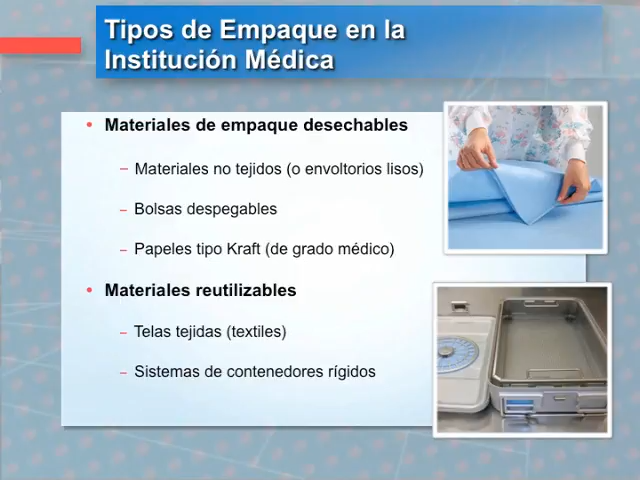 Tipos de Empaque en la
Institución Médica
• Materiales de empaque desechables
– Materiales no tejidos (o envoltorios lisos)
– Bolsas despegables
– Papeles tipo Kraft (de grado médico)
• Materiales reutilizables
– Telas tejidas (textiles)
– Sistemas de contenedores rígidos